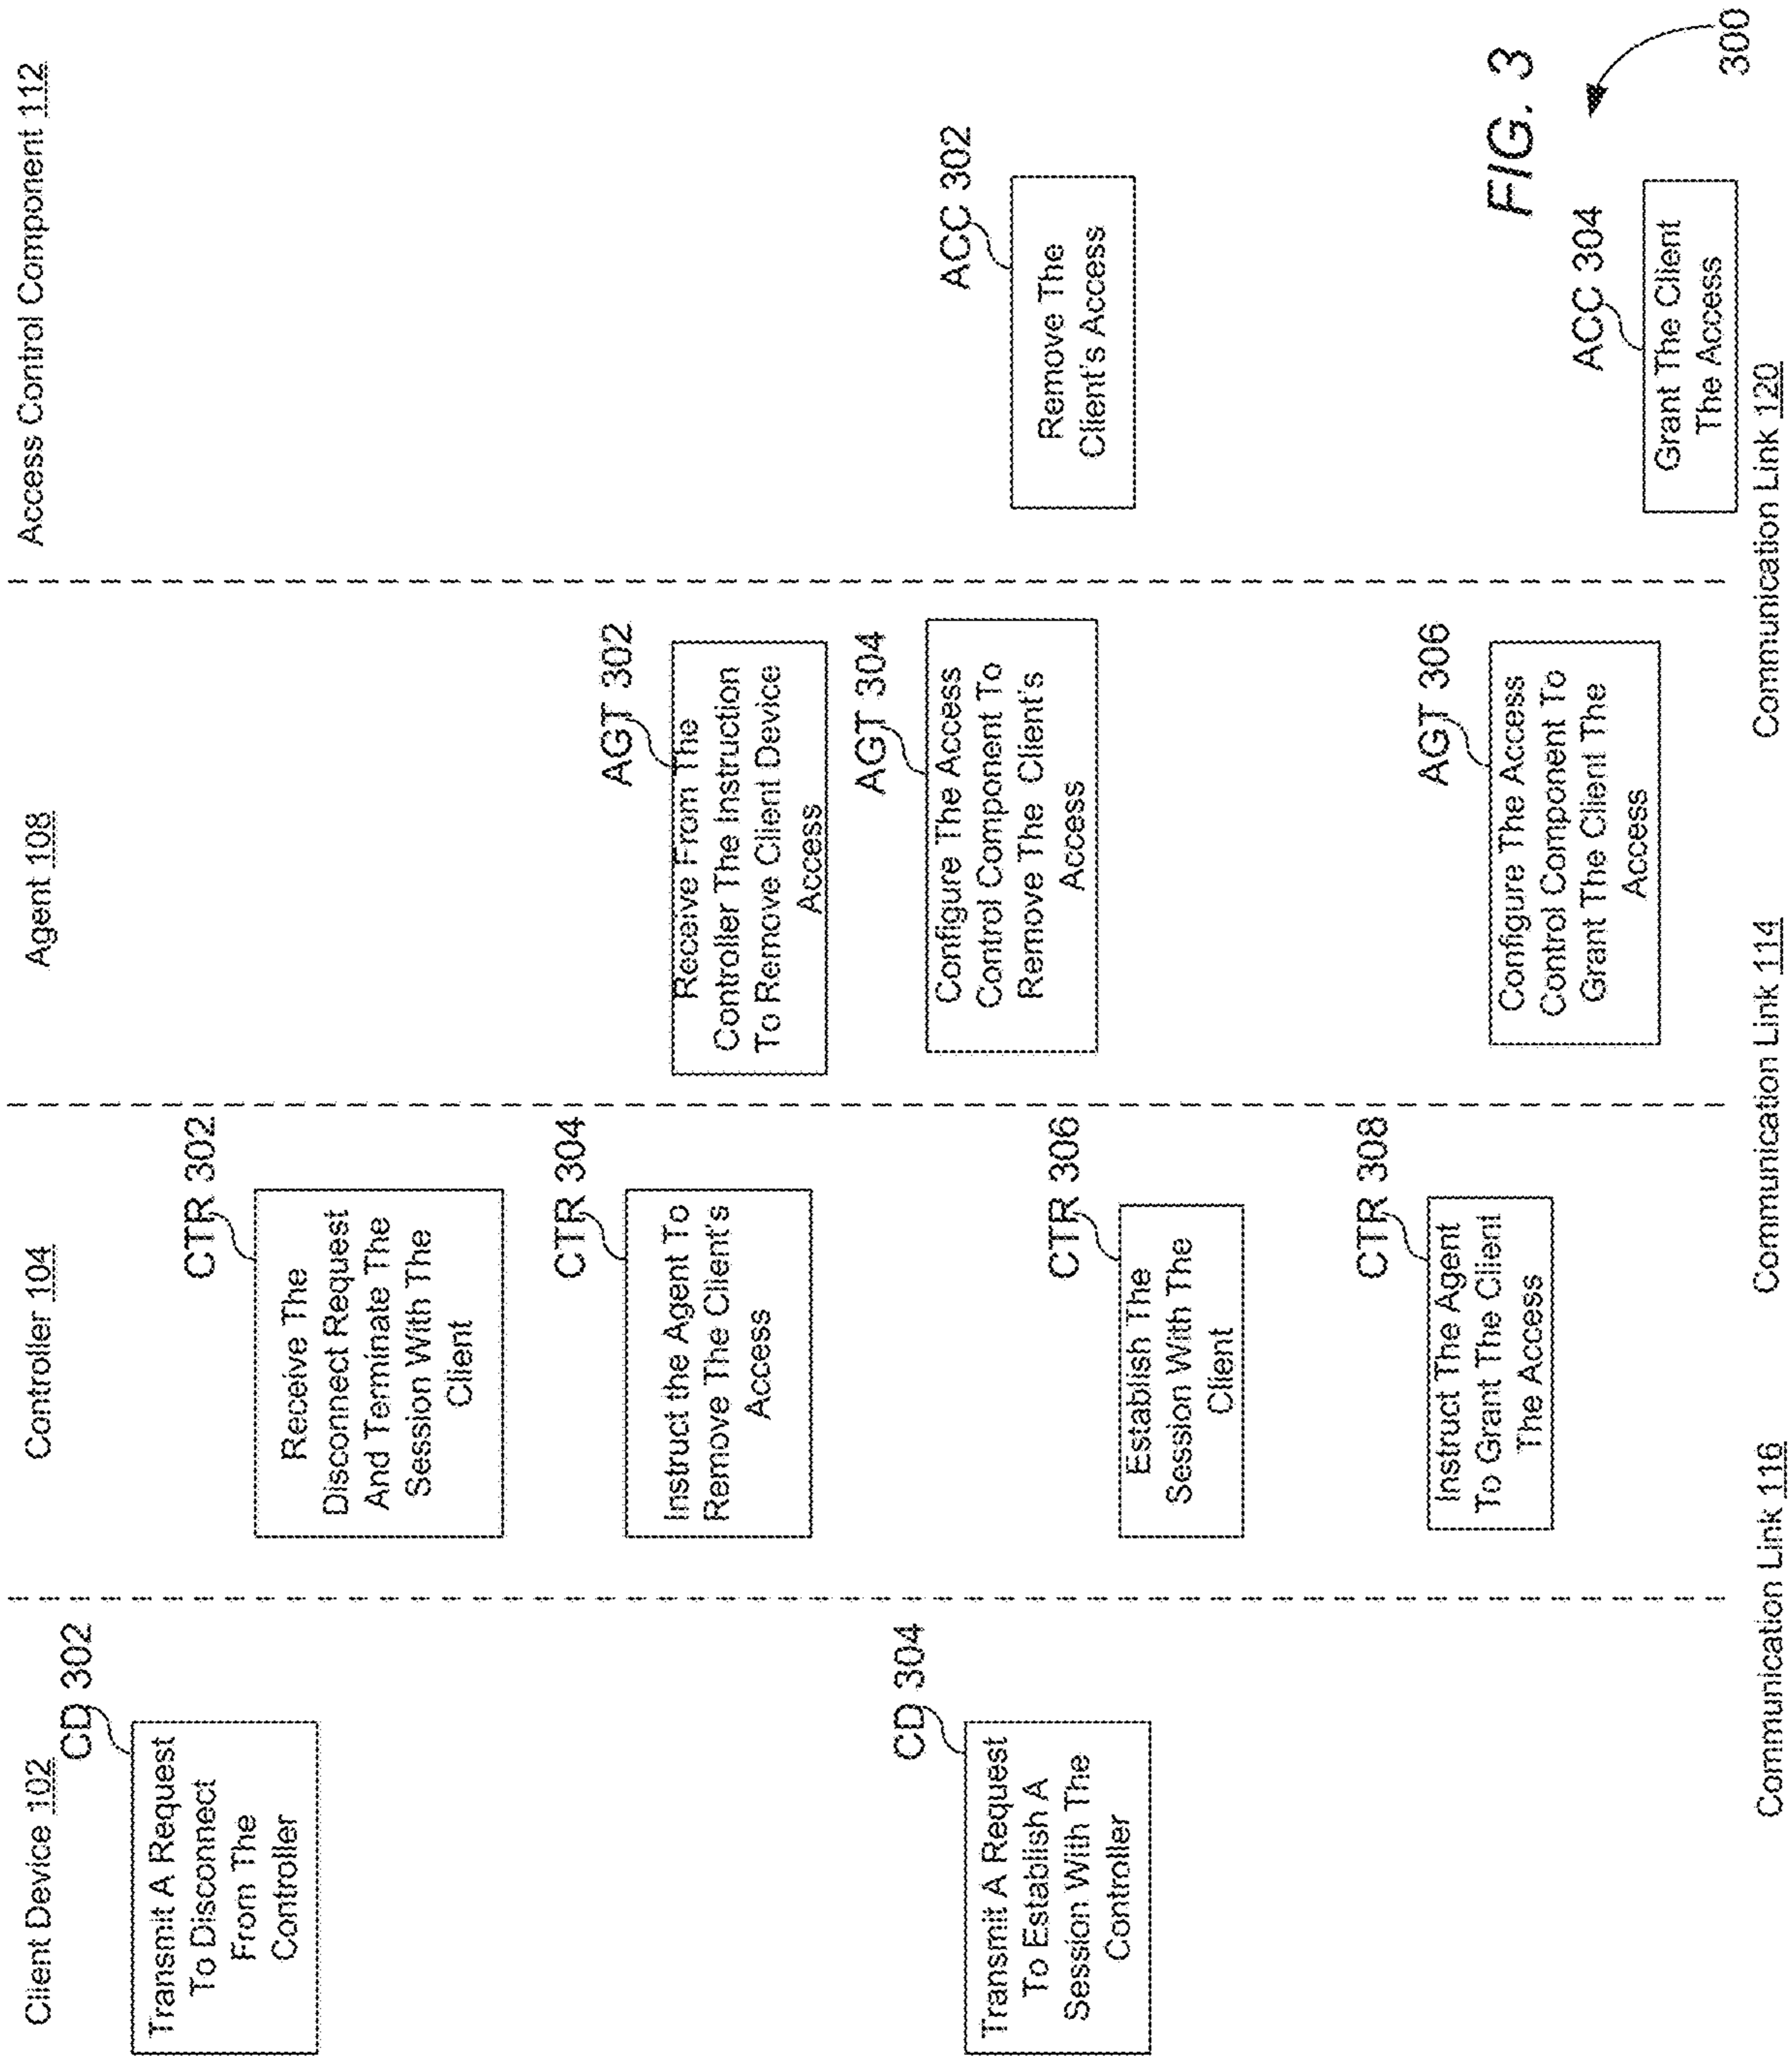 Client Device 102
Controller 104
Agent 108
Access Control Component 112
CD 302
Transmit A Request
To Disconnect
From The
Controller
CTR 302
Receive The
Disconnect Request
And Terminate The
Session With The
Client
CTR 304
Instruct the Agent To
Remove The Client's
Access
AGT 302
Receive From The
Controller The Instruction
To Remove Client Device
Access
AGT 304
Configure The Access
Control Component To
Remove The Client's
Access
ACC 302
Remove The
Client's Access
CD 304
Transmit A Request
To Establish A
Session With The
Controller
CTR 306
Establish The
Session With The
Client
CTR 308
Instruct The Agent
To Grant The Client
The Access
AGT 306
Configure The Access
Control Component To
Grant The Client The
Access
ACC 304
Grant The Client
The Access
Communication Link 116
Communication Link 114
Communication Link 120
FIG. 3
300